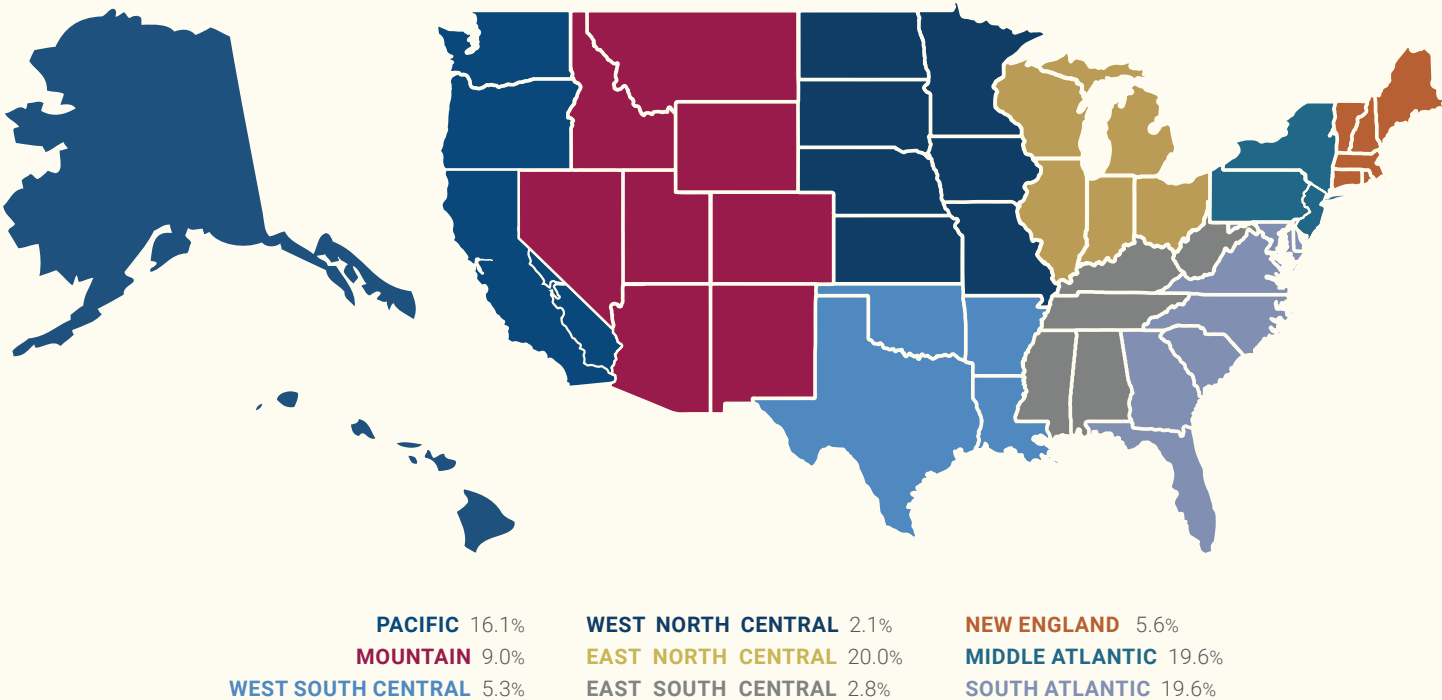 PACIFIC 16.1%
MOUNTAIN 9.0%
WEST SOUTH CENTRAL 5.3%
WEST NORTH CENTRAL 2.1%
EAST NORTH CENTRAL 20.0%
EAST SOUTH CENTRAL 2.8%
NEW ENGLAND 5.6%
MIDDLE ATLANTIC 19.6%
SOUTH ATLANTIC 19.6%